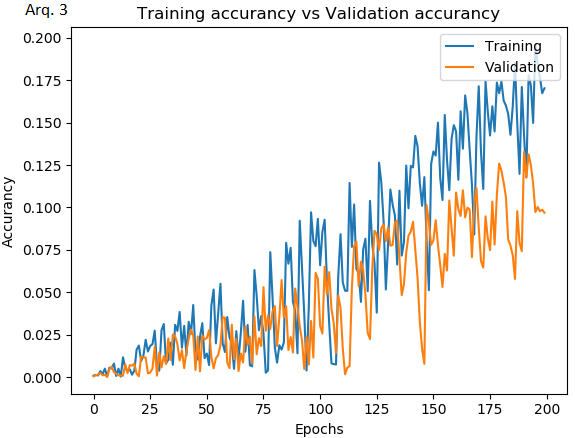 Arq. 3
Training accurancy vs Validation accurancy
Training
Validation
0.200
0.175
0.150
0.125
0.100
0.075
0.050
0.025
0.000
Accurancy
0 25 50 75 100 125 150 175 200
Epochs